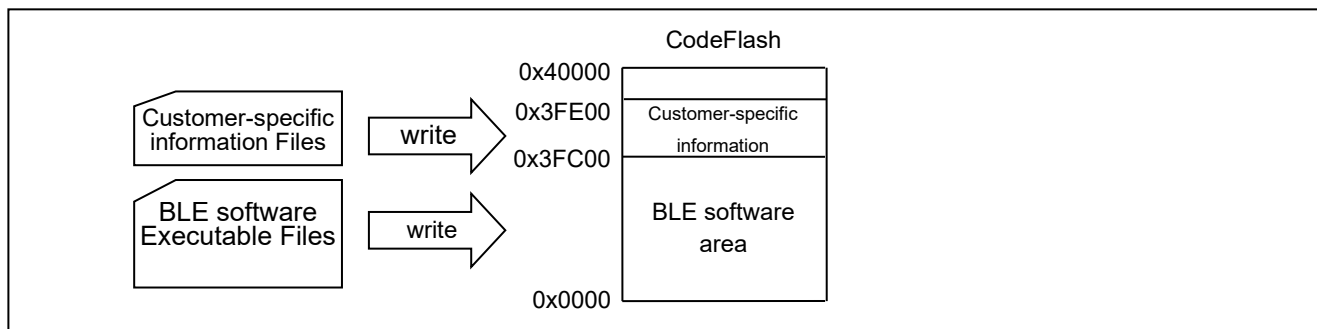 CodeFlash
0x40000
Customer-specific
information Files
write
0x3FE00
Customer-specific
information
0x3FC00
BLE software
Executable Files
write
BLE software
area
0x0000